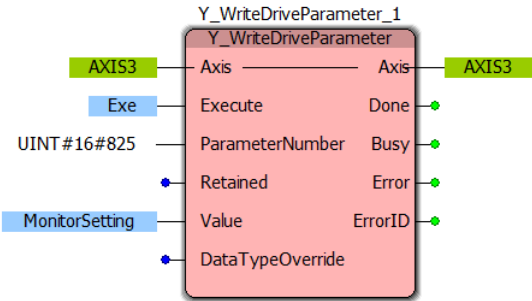 Y_WriteDriveParameter_1
Y_WriteDriveParameter
AXIS3 Axis Axis AXIS3
Exe Execute Done
UINT#16#825 ParameterNumber Busy
Retained Error
MonitorSetting Value ErrorID
DataTypeOverride